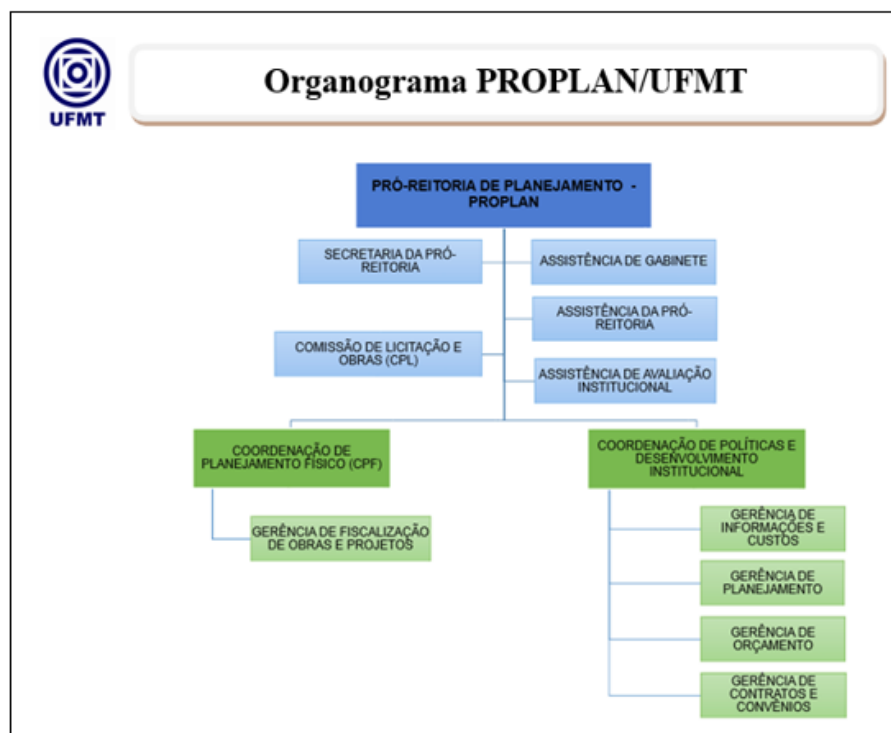 UFMT
Organograma PROPLAN/UFMT
PRÓ-REITORIA DE PLANEJAMENTO -
PROPLAN
SECRETARIA DA PRÓ-
REITORIA
ASSISTÊNCIA DE GABINETE
ASSISTÊNCIA DA PRÓ-
REITORIA
COMISSÃO DE LICITAÇÃO E
OBRAS (CPL)
ASSISTÊNCIA DE AVALIAÇÃO
INSTITUCIONAL
COORDENAÇÃO DE
PLANEJAMENTO FÍSICO (CPF)
GERÊNCIA DE FISCALIZAÇÃO
DE OBRAS E PROJETOS
COORDENAÇÃO DE POLÍTICAS E
DESENVOLVIMENTO
INSTITUCIONAL
GERÊNCIA DE
INFORMAÇÕES E
CUSTOS
GERÊNCIA DE
PLANEJAMENTO
GERÊNCIA DE
ORÇAMENTO
GERÊNCIA DE
CONTRATOS E
CONVÊNIOS